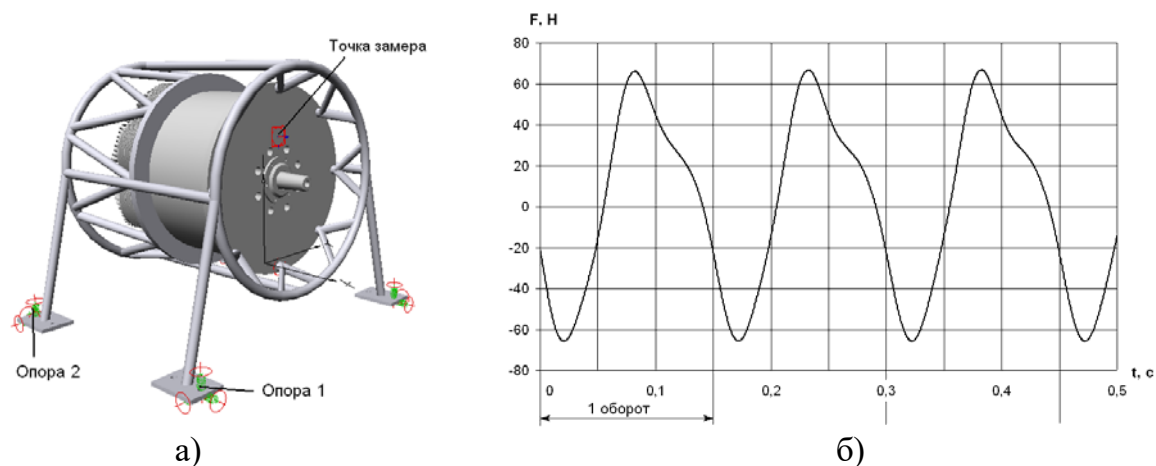 Точка замера
Опора 2
Опора 1
а)
F. Н
80
60
40
20
0
-20
-40
-60
-80
0 0,1 0,2 0,3 0,4 0,5
t, с
1 оборот
б)